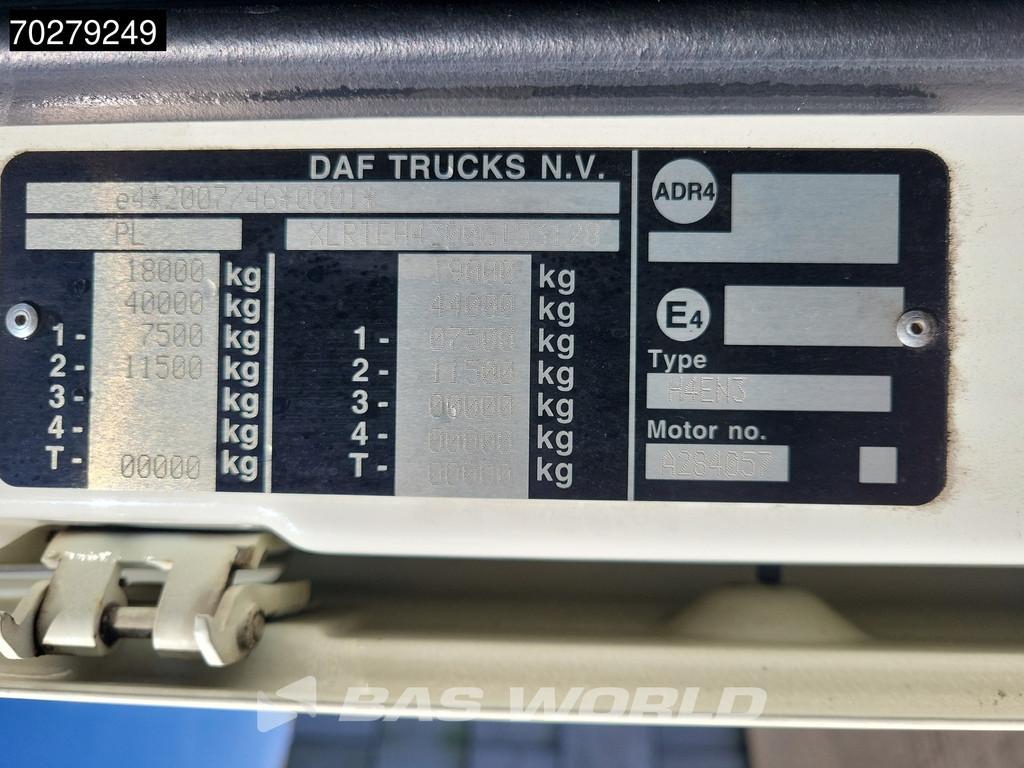 70279249
DAF TRUCKS N.V.
e4*2007/46*0001*
PL
18000 kg
40000 kg
1- 7500 kg
2- 11500 kg
3- kg
4- kg
T- 00000 kg
19000 kg
44000 kg
1- 07500 kg
2- 11500 kg
3- 00000 kg
4- 00000 kg
T- 00000 kg
ADR4
E4
Type
H4EN3
Motor no.
A284057
BAS WORLD